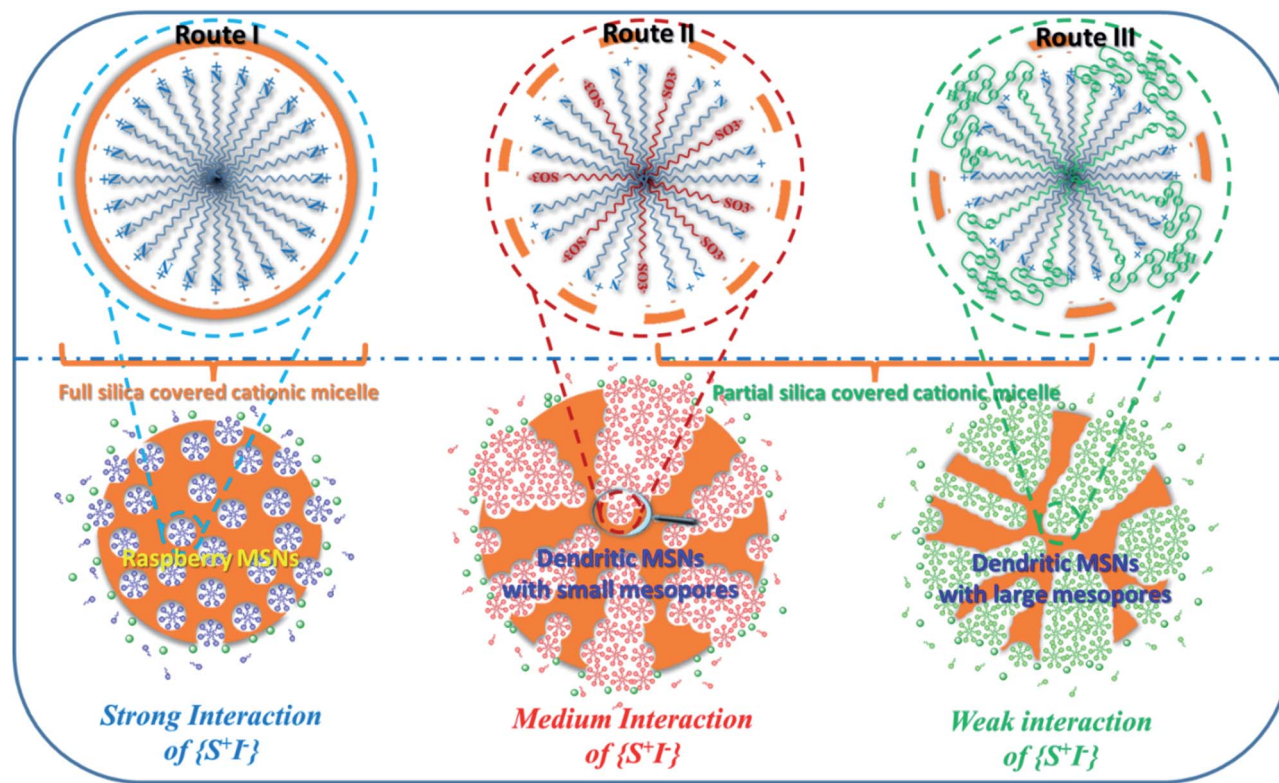 Route I
Route II
Route III
N+
SO3-
Full silica covered cationic micelle
Partial silica covered cationic micelle
Raspberry MSNs
Dendritic MSNs
with small mesopores
Dendritic MSNs
with large mesopores
Strong Interaction
of {S⁺I⁻}
Medium Interaction
of {S⁺I⁻}
Weak interaction
of {S⁺I⁻}